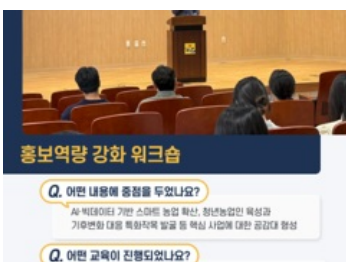 홍보역량 강화 워크숍
Q. 어떤 내용에 중점을 두었나요?
AI·빅데이터 기반 스마트 농업 확산, 청년농업인 육성과
기후변화 대응 특화작목 발굴 등 핵심 사업에 대한 공감대 형성
Q. 어떤 교육이 진행되었나요?